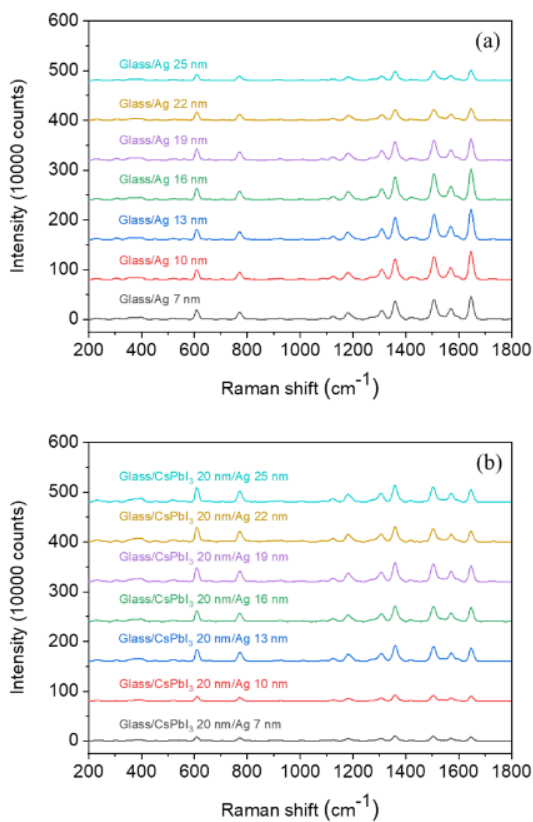 (a)
600
500
400
300
200
100
0
Intensity (10000 counts)
Glass/Ag 25 nm
Glass/Ag 22 nm
Glass/Ag 19 nm
Glass/Ag 16 nm
Glass/Ag 13 nm
Glass/Ag 10 nm
Glass/Ag 7 nm
200 400 600 800 1000 1200 1400 1600 1800
Raman shift (cm⁻¹)
(b)
600
500
400
300
200
100
0
Intensity (10000 counts)
Glass/CsPbI₃ 20 nm/Ag 25 nm
Glass/CsPbI₃ 20 nm/Ag 22 nm
Glass/CsPbI₃ 20 nm/Ag 19 nm
Glass/CsPbI₃ 20 nm/Ag 16 nm
Glass/CsPbI₃ 20 nm/Ag 13 nm
Glass/CsPbI₃ 20 nm/Ag 10 nm
Glass/CsPbI₃ 20 nm/Ag 7 nm
200 400 600 800 1000 1200 1400 1600 1800
Raman shift (cm⁻¹)